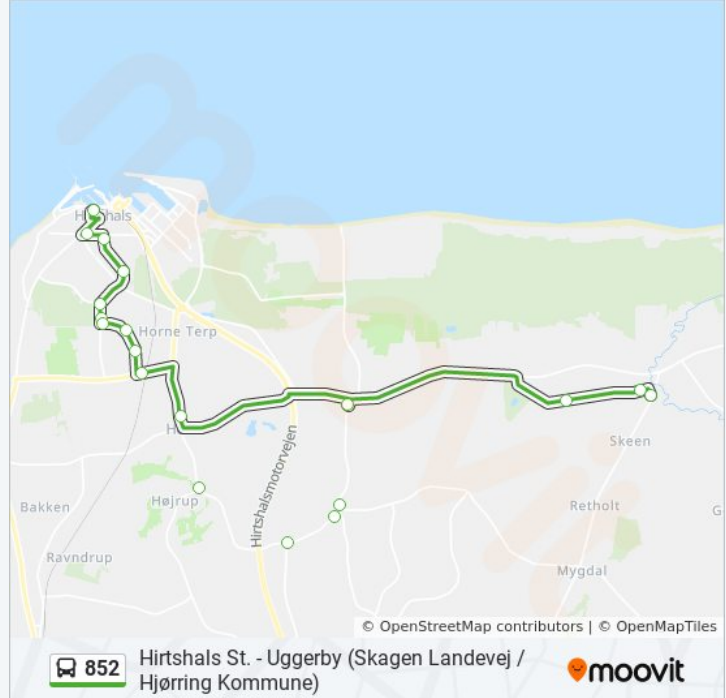 Hirtshals
Horne Terp
H
Hirtshalsmotorvejen
Skeen
Højrup
Bakken
Retholt
G
Ravndrup
Mygdal
© OpenStreetMap contributors | © OpenMapTiles
852
Hirtshals St. - Uggerby (Skagen Landevej /
Hjørring Kommune)
moovit